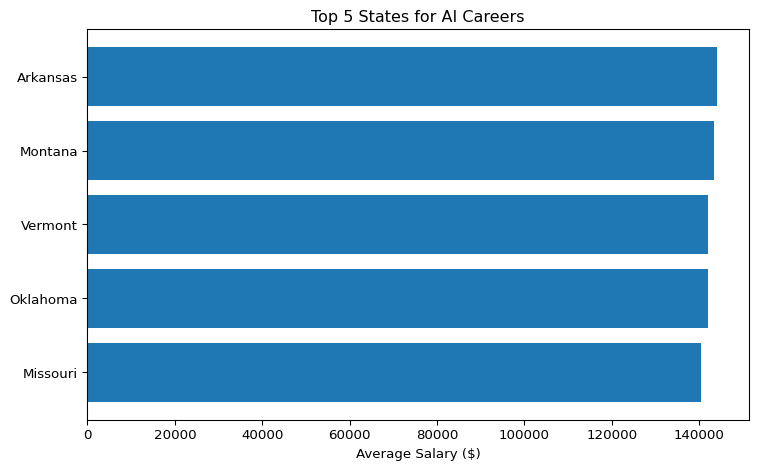 Top 5 States for AI Careers
Arkansas
Montana
Vermont
Oklahoma
Missouri
0 20000 40000 60000 80000 100000 120000 140000
Average Salary ($)